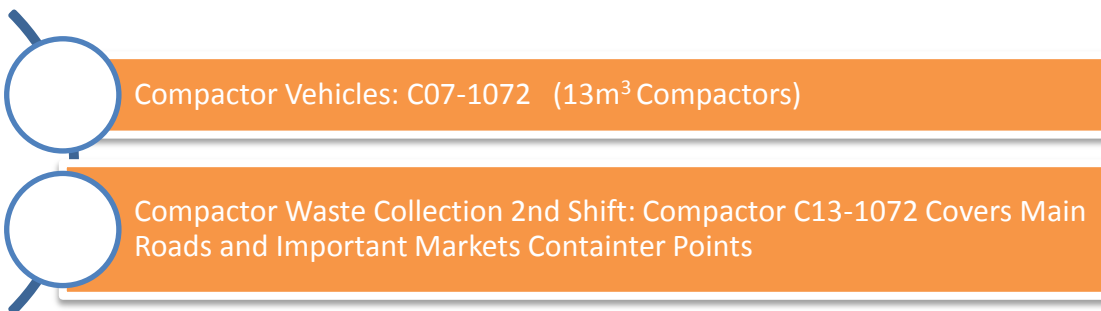 Compactor Vehicles: C07-1072   (13m³ Compactors)
Compactor Waste Collection 2nd Shift: Compactor C13-1072 Covers Main
Roads and Important Markets Containter Points